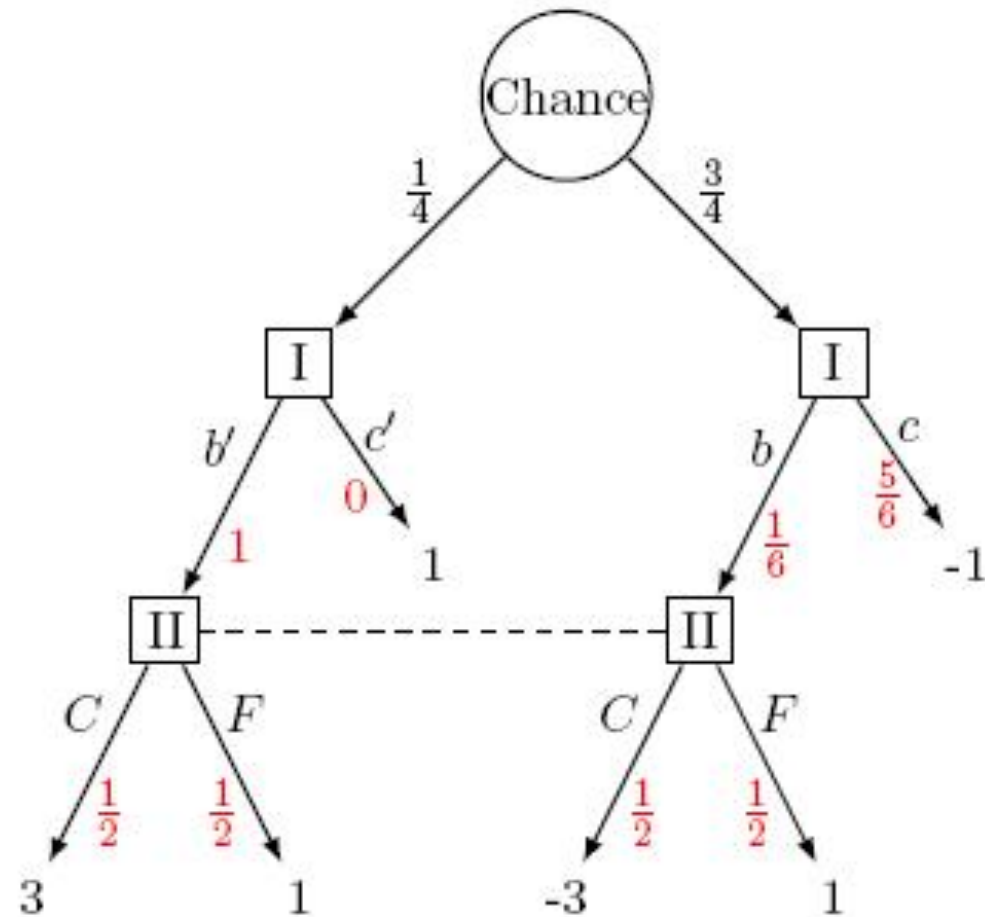 Chance
1/4 3/4
I I
b′ c′ b c
0 5/6
1 1/6
1 -1
II II
C F C F
1/2 1/2 1/2 1/2
3 1 -3 1